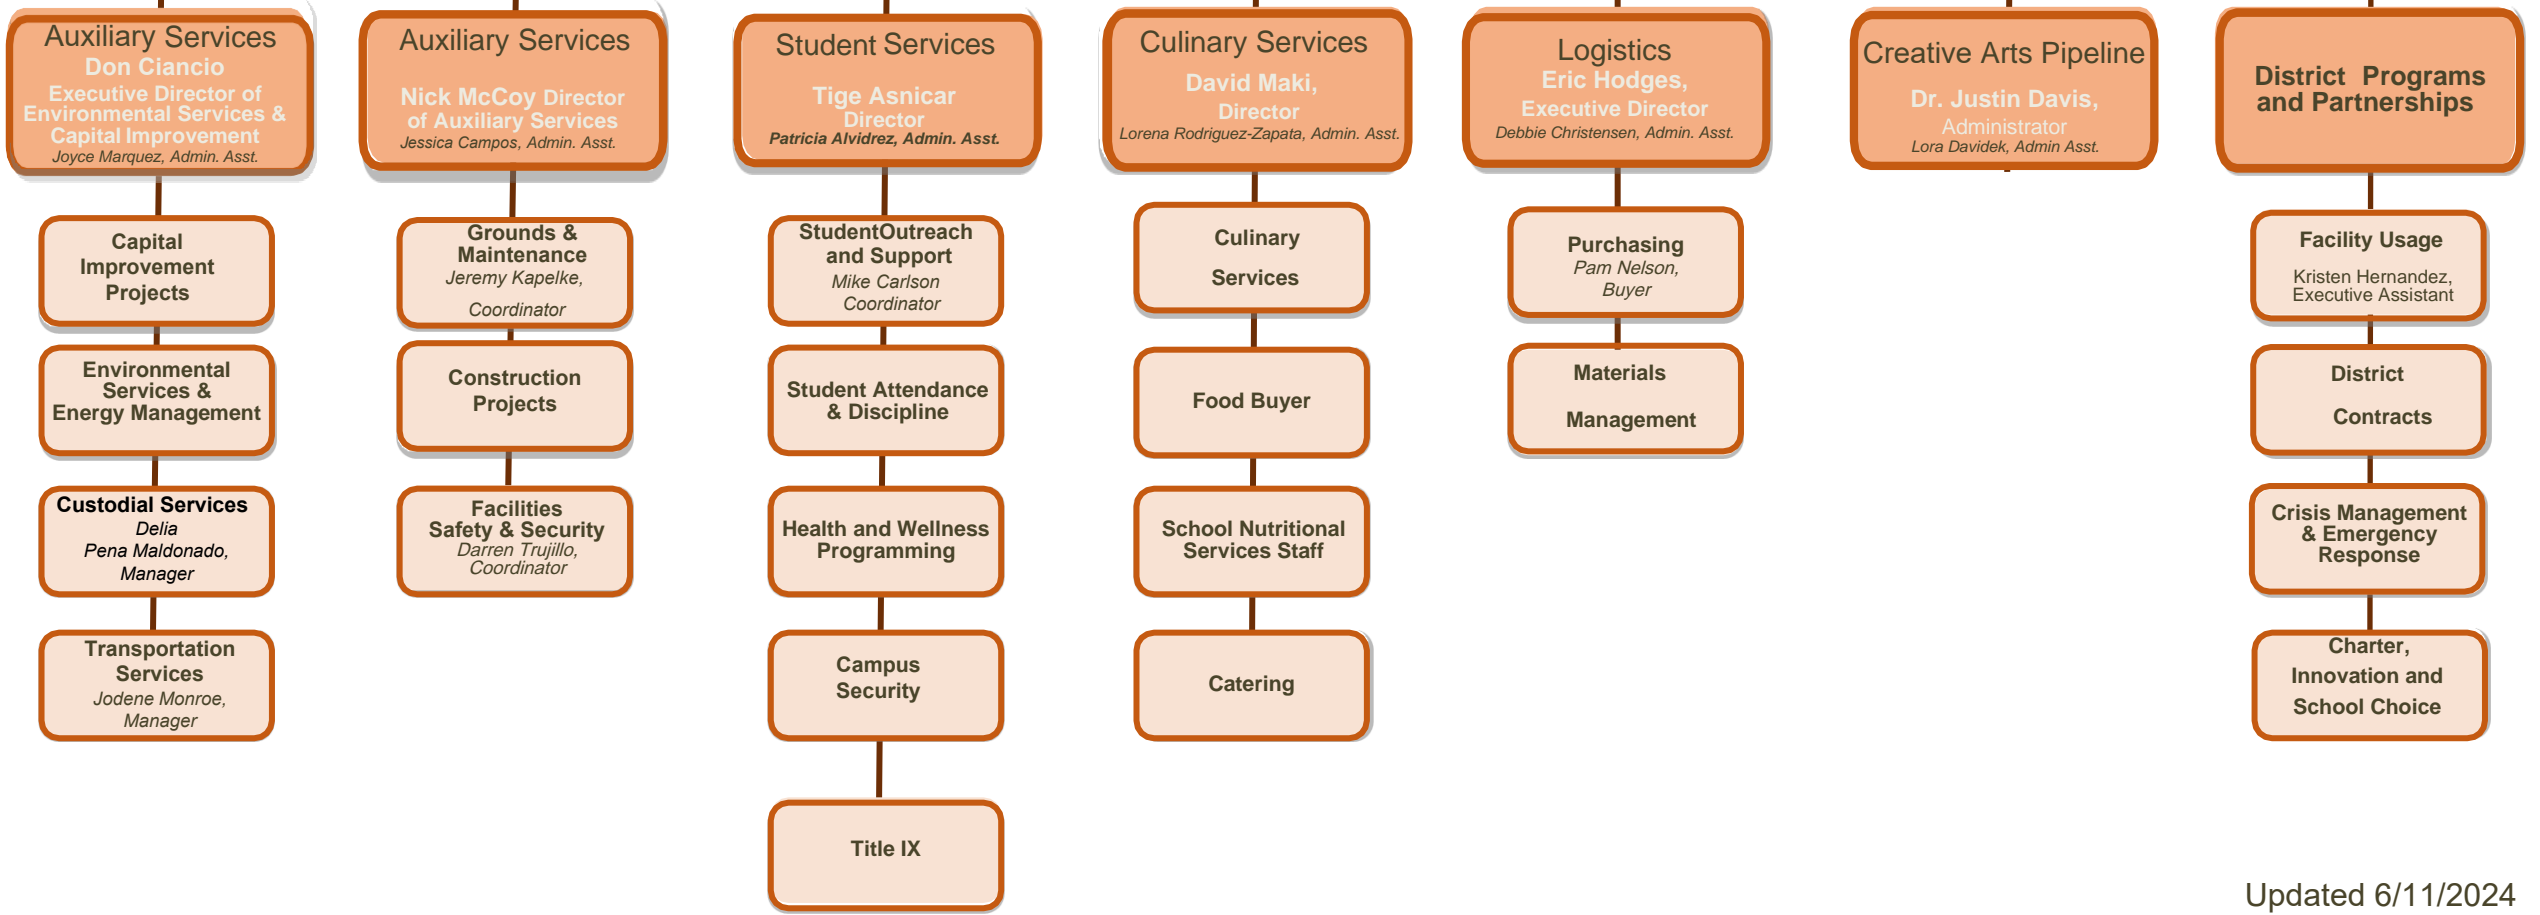 Auxiliary Services
Don Ciancio
Executive Director of
Environmental Services &
Capital Improvement
Joyce Marquez, Admin. Asst.
Capital
Improvement
Projects
Environmental
Services &
Energy Management
Custodial Services
Delia
Pena Maldonado,
Manager
Transportation
Services
Jodene Monroe,
Manager
Auxiliary Services
Nick McCoy Director
of Auxiliary Services
Jessica Campos, Admin. Asst.
Grounds &
Maintenance
Jeremy Kapelke,
Coordinator
Construction
Projects
Facilities
Safety & Security
Darren Trujillo,
Coordinator
Student Services
Tige Asnicar
Director
Patricia Alvidrez, Admin. Asst.
StudentOutreach
and Support
Mike Carlson
Coordinator
Student Attendance
& Discipline
Health and Wellness
Programming
Campus
Security
Title IX
Culinary Services
David Maki,
Director
Lorena Rodriguez-Zapata, Admin. Asst.
Culinary
Services
Food Buyer
School Nutritional
Services Staff
Catering
Logistics
Eric Hodges,
Executive Director
Debbie Christensen, Admin. Asst.
Purchasing
Pam Nelson,
Buyer
Materials
Management
Creative Arts Pipeline
Dr. Justin Davis,
Administrator
Lora Davidek, Admin Asst.
District Programs
and Partnerships
Facility Usage
Kristen Hernandez,
Executive Assistant
District
Contracts
Crisis Management
& Emergency
Response
Charter,
Innovation and
School Choice
Updated 6/11/2024